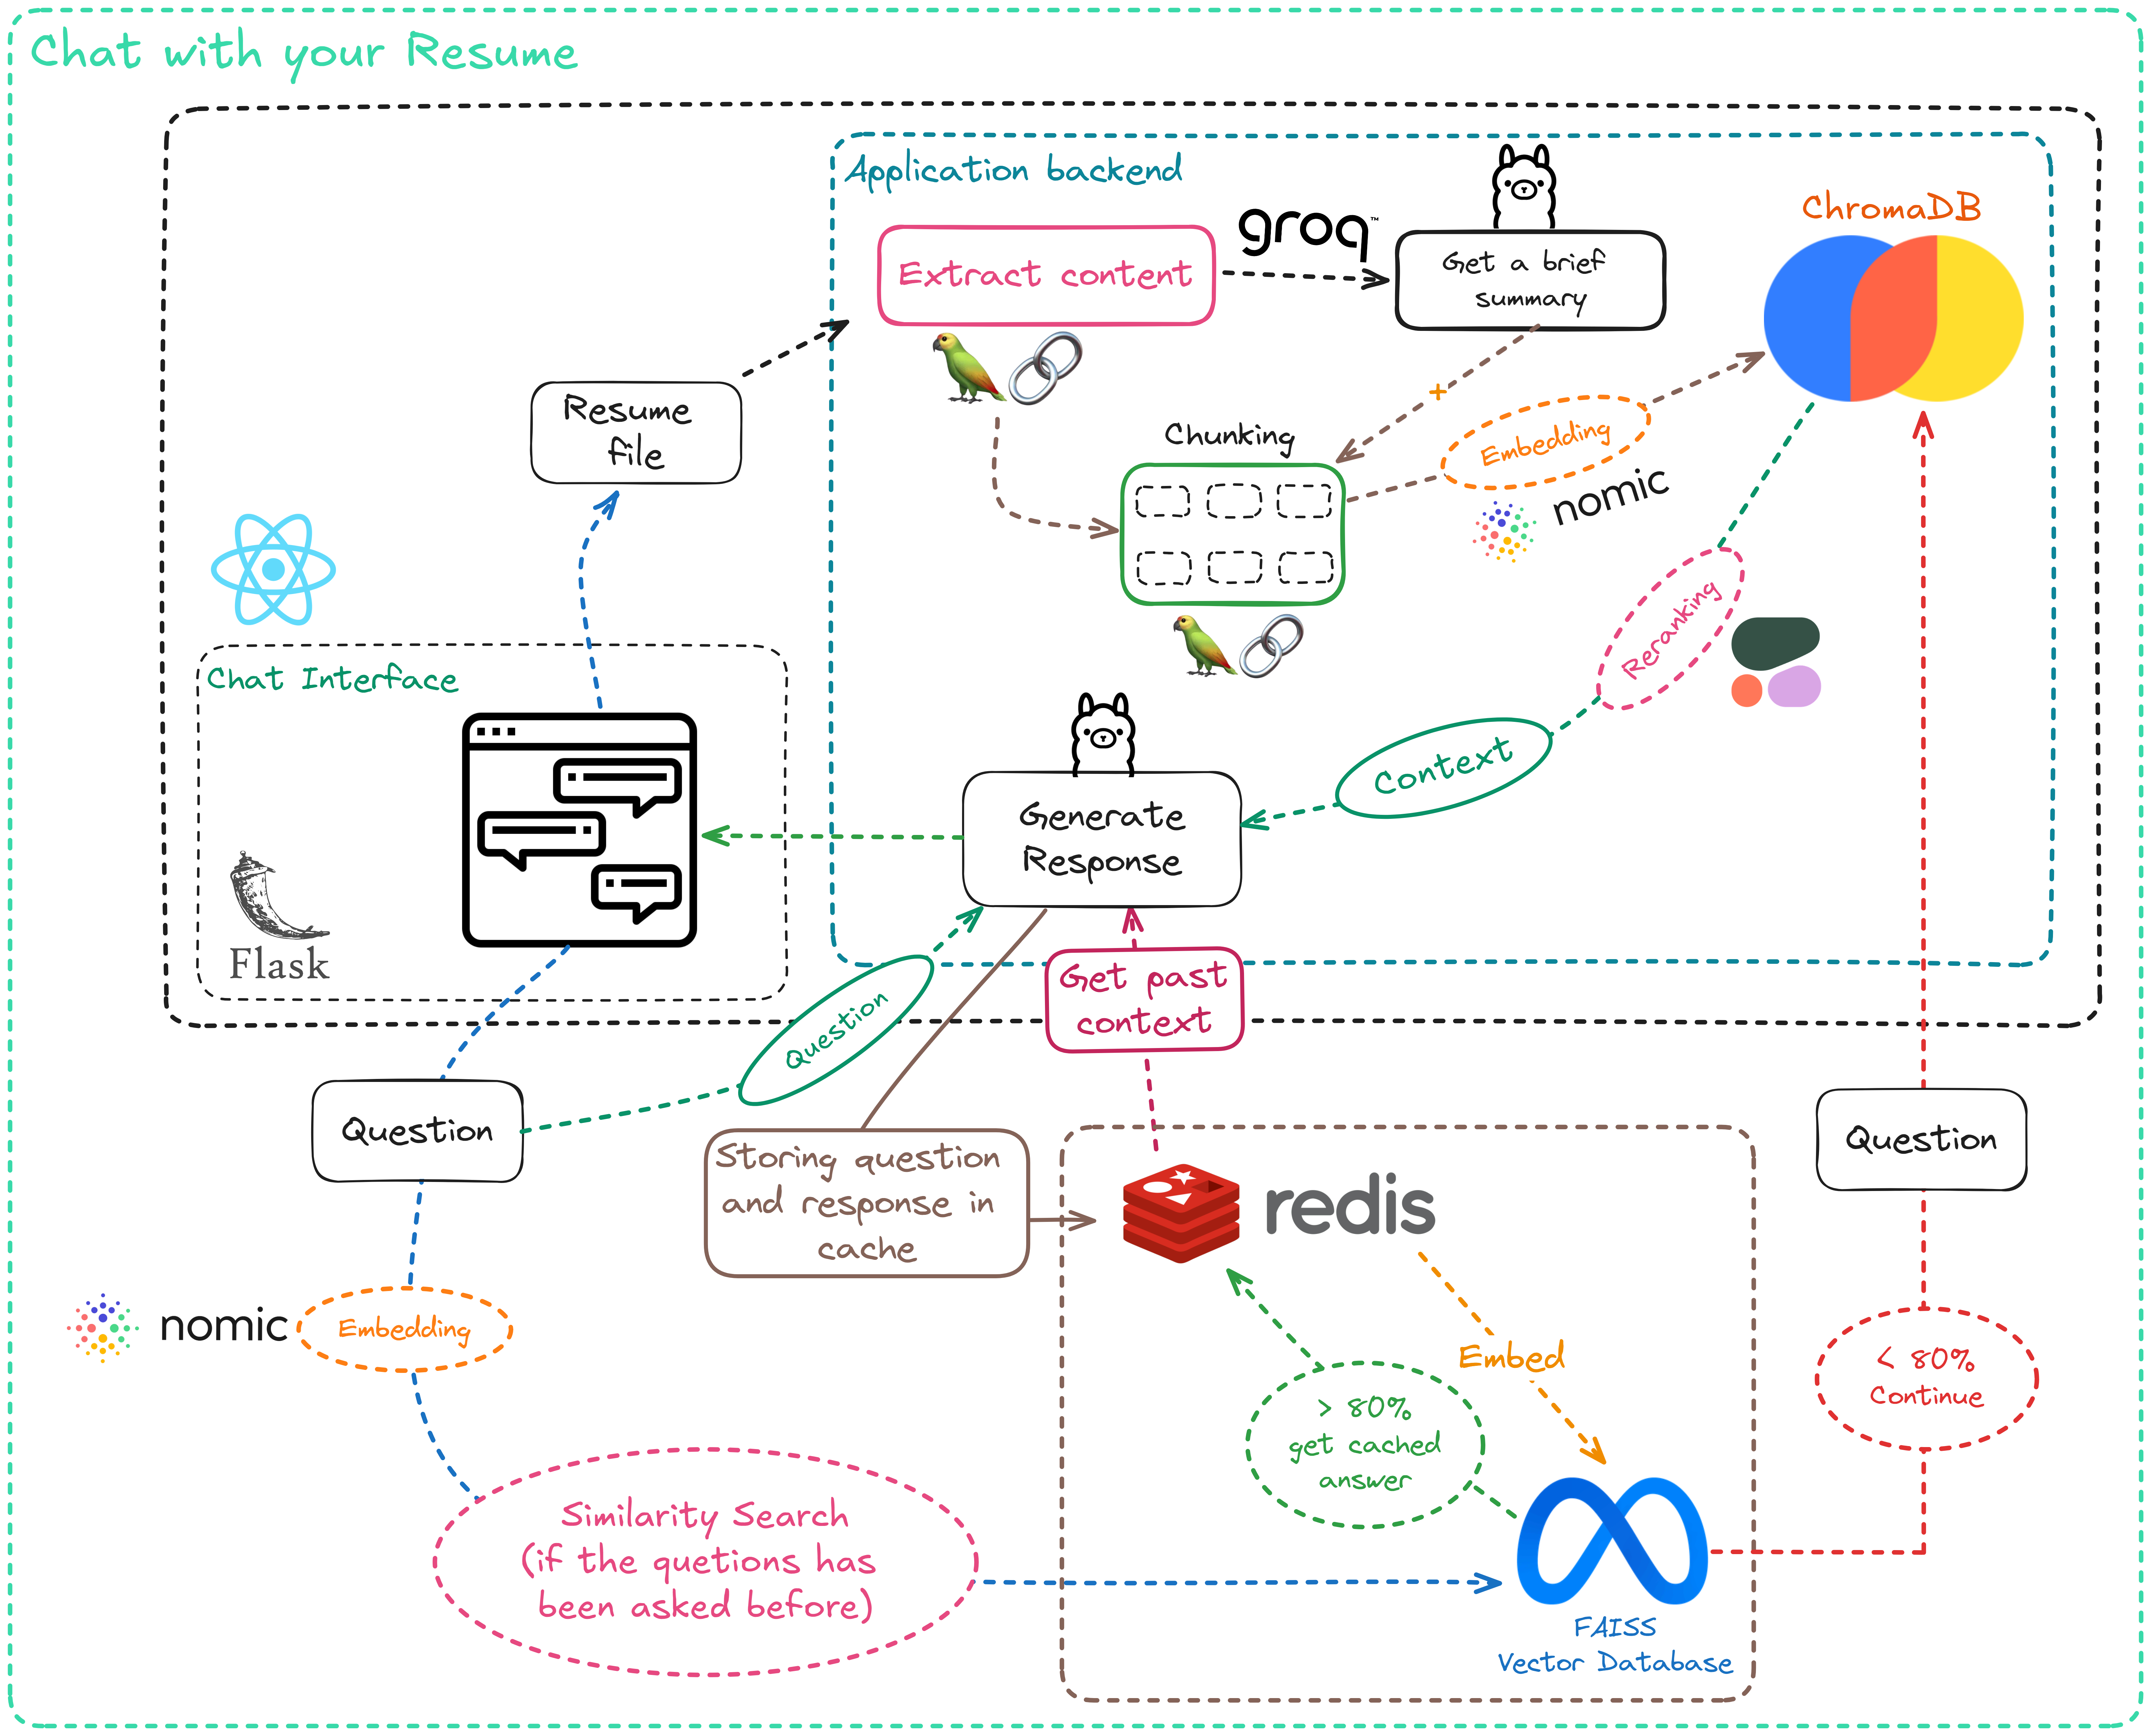 Chat with your Resume
Application backend
groq™
Extract content
Get a brief
summary
ChromaDB
+
Resume
file
Chunking
Embedding
nomic
Reranking
Chat Interface
Context
Generate
Response
Flask
Get past
context
Question
Question
Question
Storing question
and response in
cache
redis
nomic
Embedding
Embed
< 80%
Continue
> 80%
get cached
answer
Similarity Search
(if the quetions has
been asked before)
FAISS
Vector Database